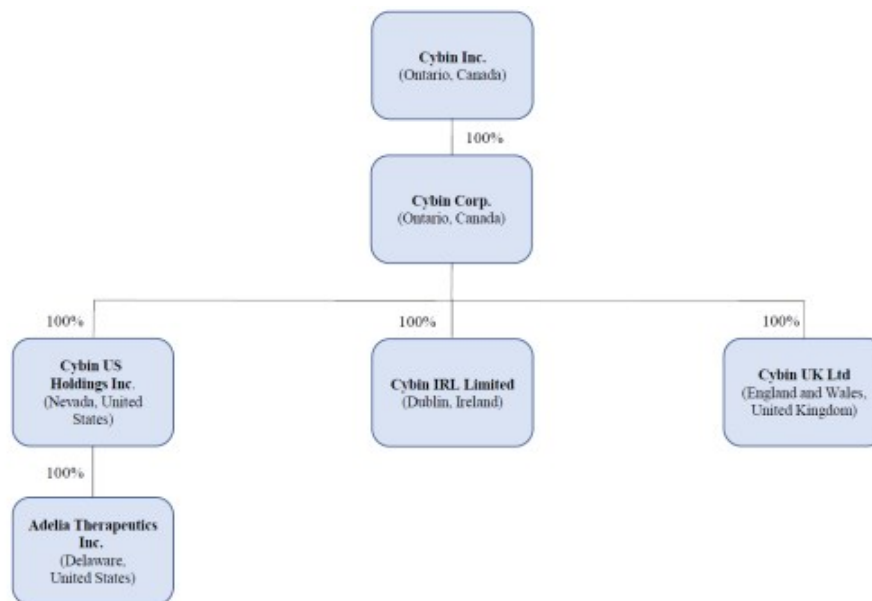 Cybin Inc.
(Ontario, Canada)
100%
Cybin Corp.
(Ontario, Canada)
100%
100%
100%
Cybin US
Holdings Inc.
(Nevada, United
States)
Cybin IRL Limited
(Dublin, Ireland)
Cybin UK Ltd
(England and Wales,
United Kingdom)
100%
Adelia Therapeutics
Inc.
(Delaware,
United States)